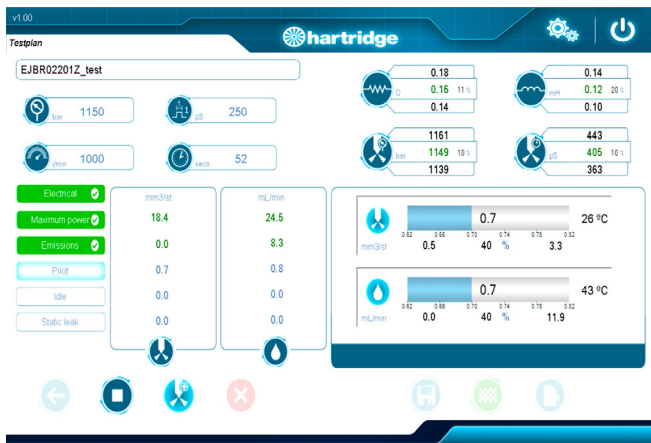 v1.00
Testplan
hartridge
EJBR02201Z_test
bar 1150
µS 250
r/min 1000
secs 52
0.18
Ω 0.16 11 %
0.14
0.14
mH 0.12 20 %
0.10
1161
bar 1149 10 %
1139
443
µS 405 10 %
363
Electrical
Maximum power
Emissions
Pilot
Idle
Static leak
mm3/st mL/min
18.4 24.5
0.0 8.3
0.7 0.8
0.0 0.0
0.0 0.0
0.7 26 ºC
0.62 0.66 0.70 0.74 0.78 0.82
mm3/st 0.5 40 % 3.3
0.7 43 ºC
0.62 0.66 0.70 0.74 0.78 0.82
mL/min 0.0 40 % 11.9